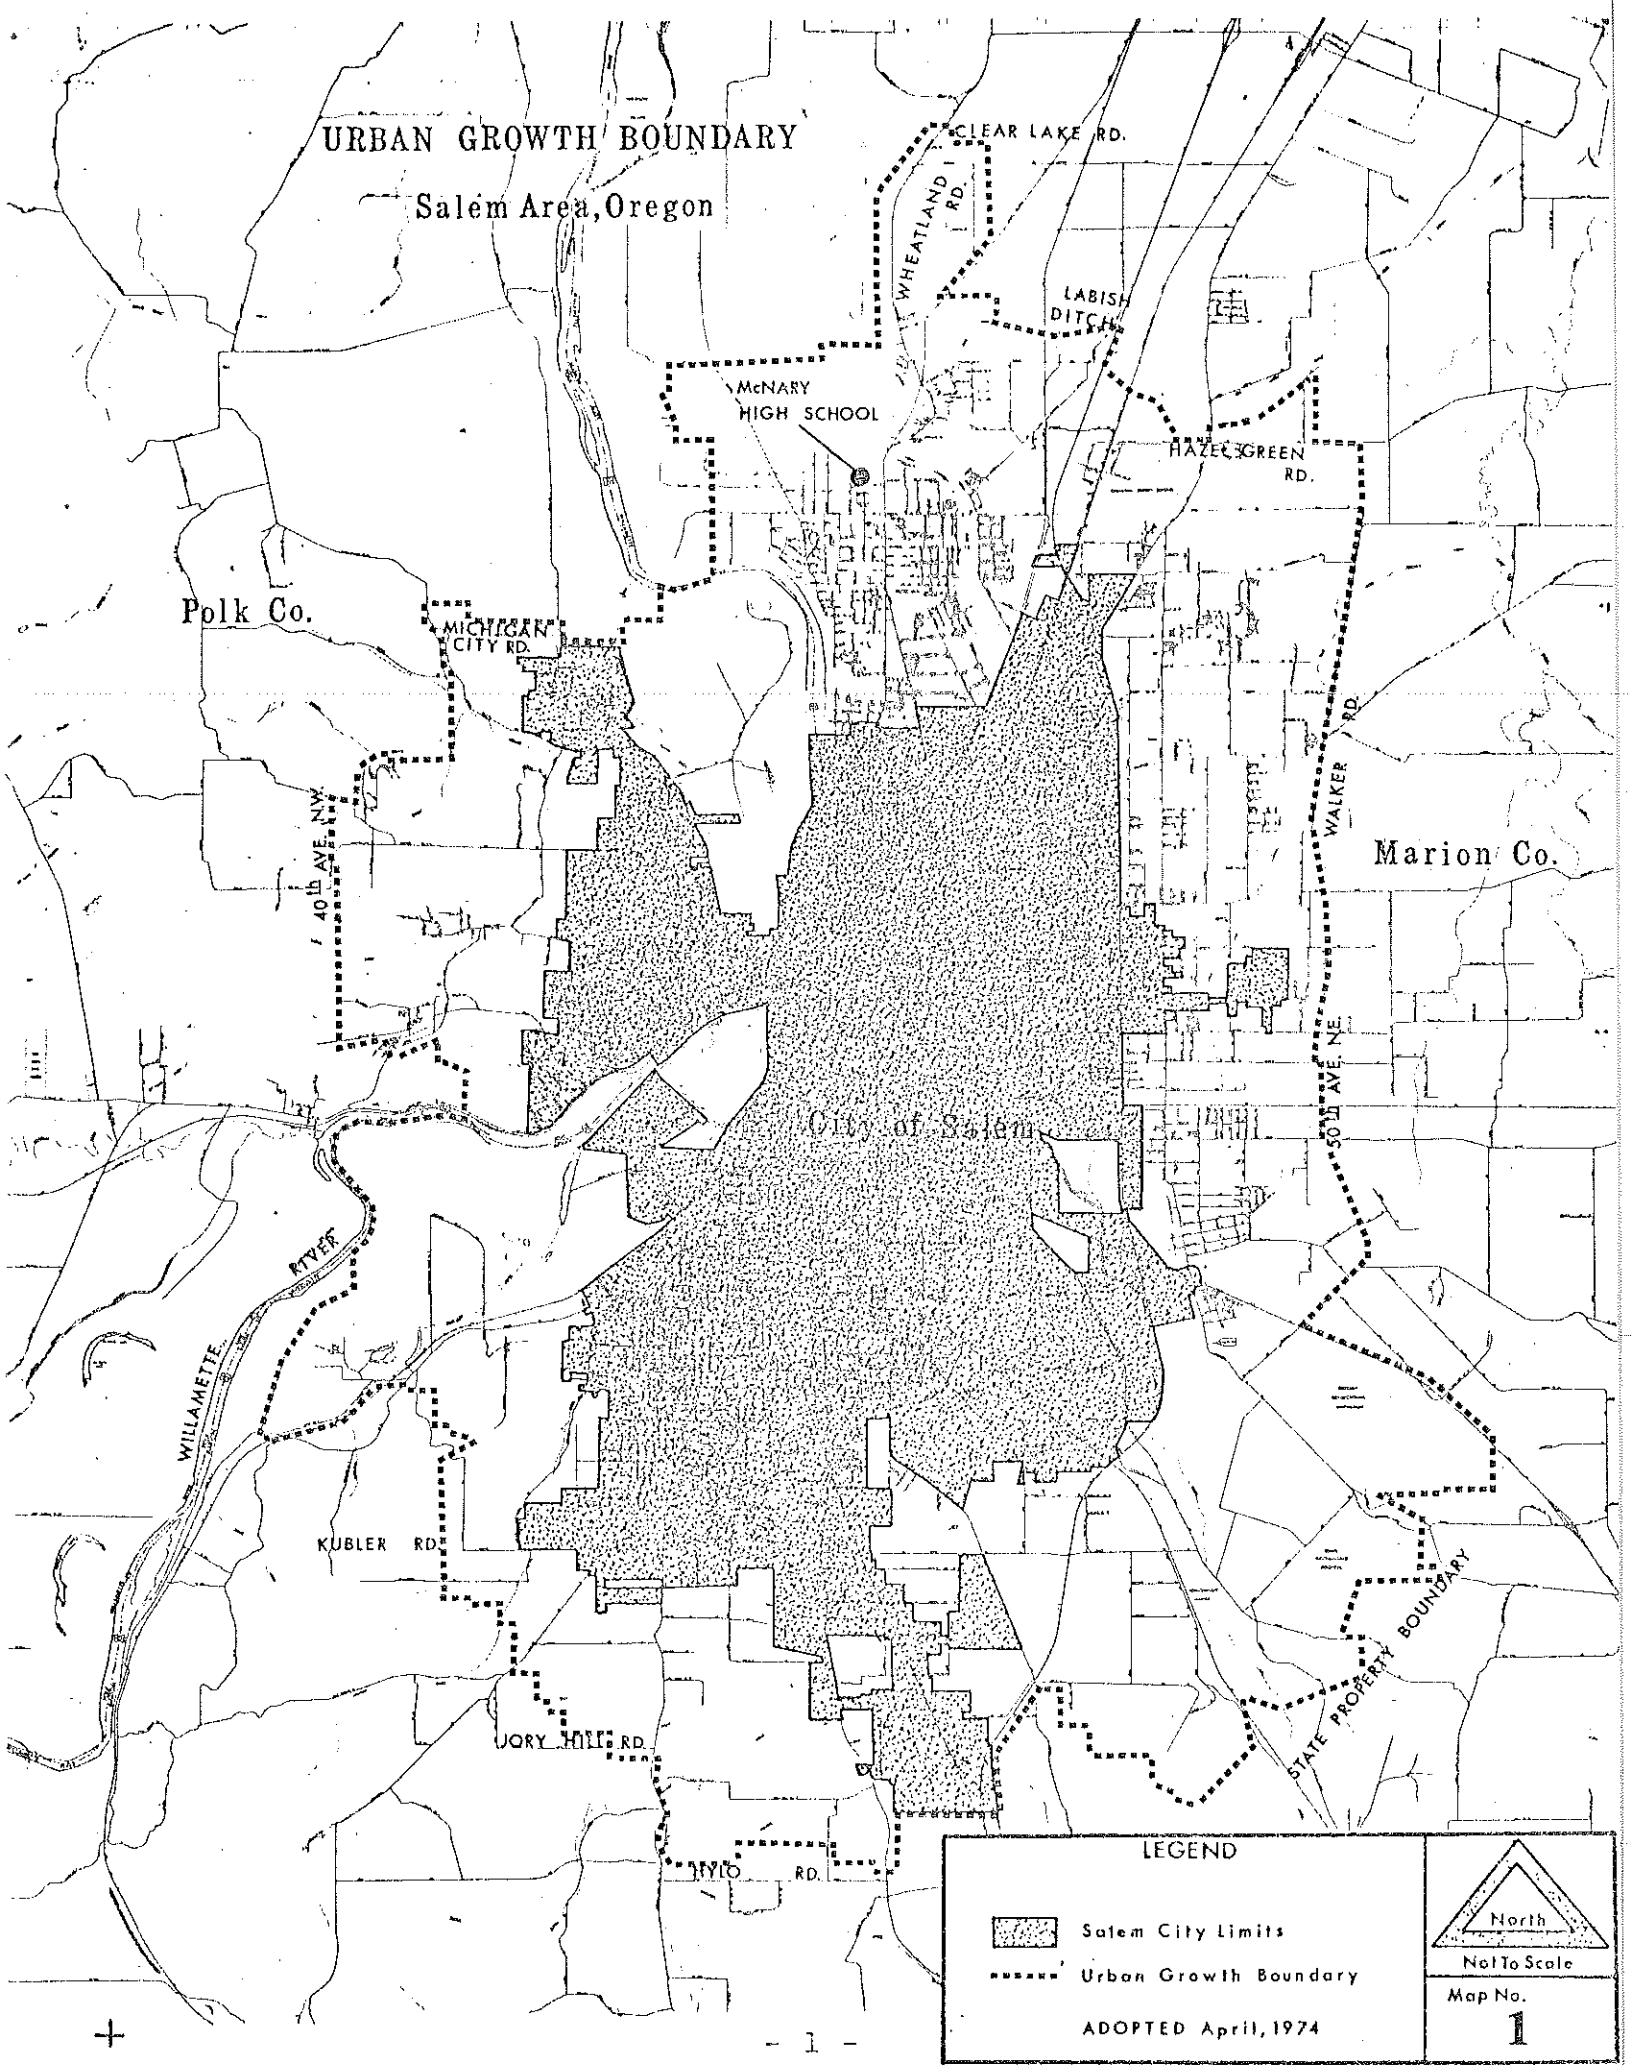 URBAN GROWTH BOUNDARY
Salem Area, Oregon
CLEAR LAKE RD.
WHEATLAND
RD.
LABISH
DITCH
McNARY
HIGH SCHOOL
HAZELGREEN
RD.
Polk Co.
MICHIGAN
CITY RD.
WALKER RD.
40th AVE. N.W.
Marion Co.
50th AVE. NE.
City of Salem
WILLAMETTE RIVER
KUBLER RD.
STATE PROPERTY BOUNDARY
JORY HILL RD.
HYLO RD.
LEGEND
Salem City Limits
Urban Growth Boundary
ADOPTED April, 1974
North
Not To Scale
Map No.
1
- 1 -